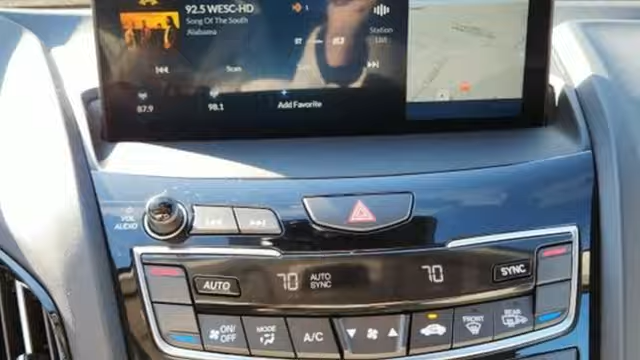 92.5 WESC-HD
Song Of The South
Alabama
Station
List
Scan
87.9
98.1
Add Favorite
VOL
AUDIO
AUTO
70
AUTO
SYNC
70
SYNC
ON/
OFF
MODE
A/C
FRONT
REAR